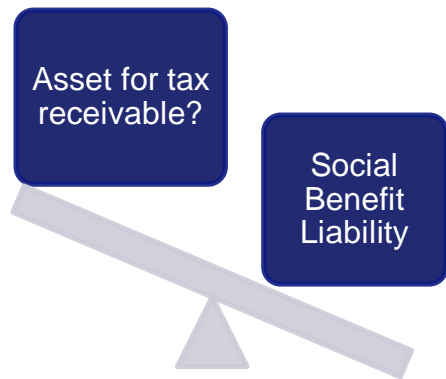 Asset for tax
receivable?
Social
Benefit
Liability